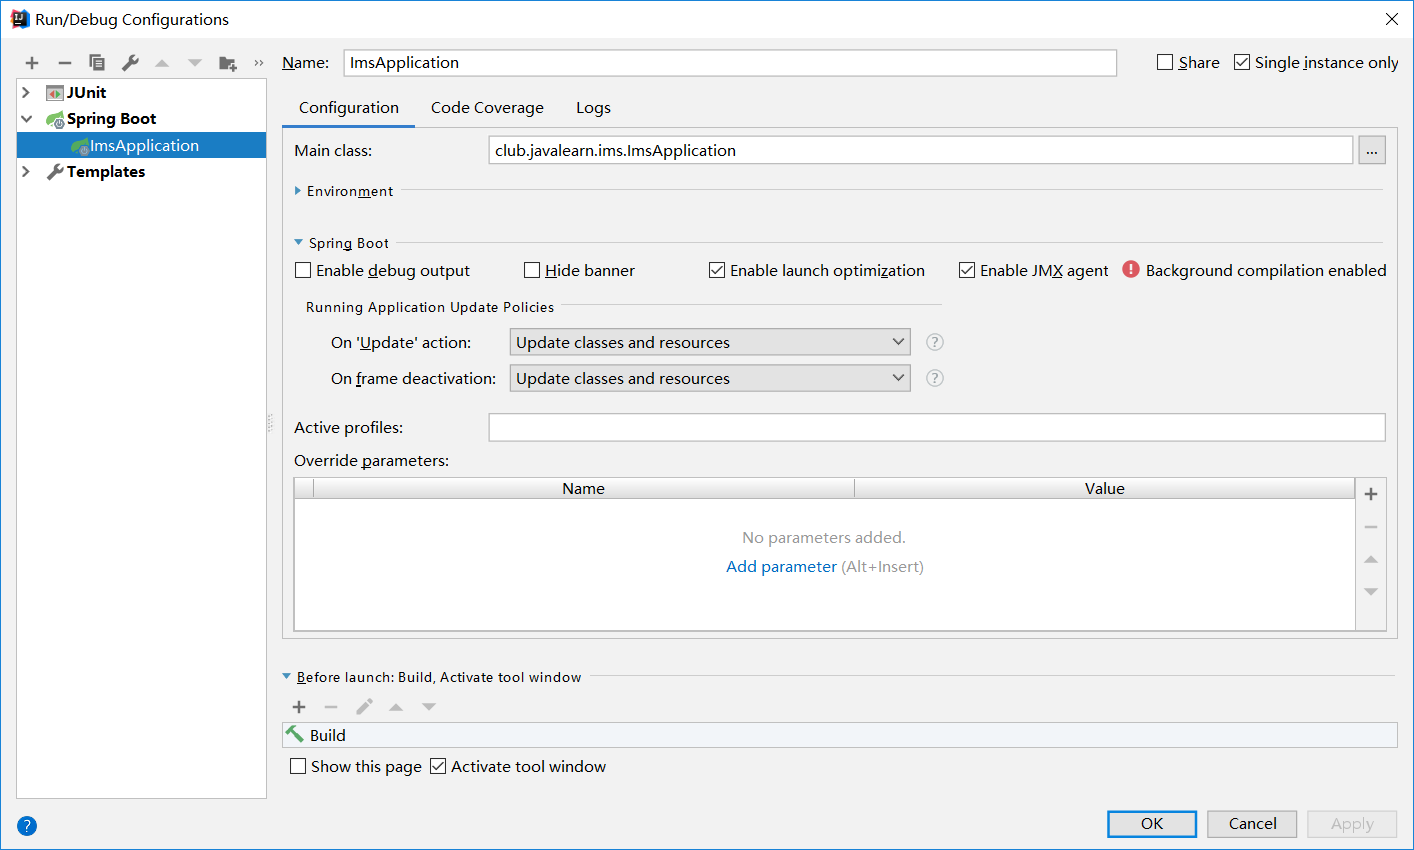 Run/Debug Configurations
Name: ImsApplication
Share
Single instance only
JUnit
Spring Boot
ImsApplication
Templates
Configuration Code Coverage Logs
Main class: club.javalearn.ims.ImsApplication ...
Environment
Spring Boot
Enable debug output Hide banner Enable launch optimization Enable JMX agent Background compilation enabled
Running Application Update Policies
On 'Update' action: Update classes and resources ?
On frame deactivation: Update classes and resources ?
Active profiles:
Override parameters:
Name Value
No parameters added.
Add parameter (Alt+Insert)
Before launch: Build, Activate tool window
Build
Show this page Activate tool window
? OK Cancel Apply